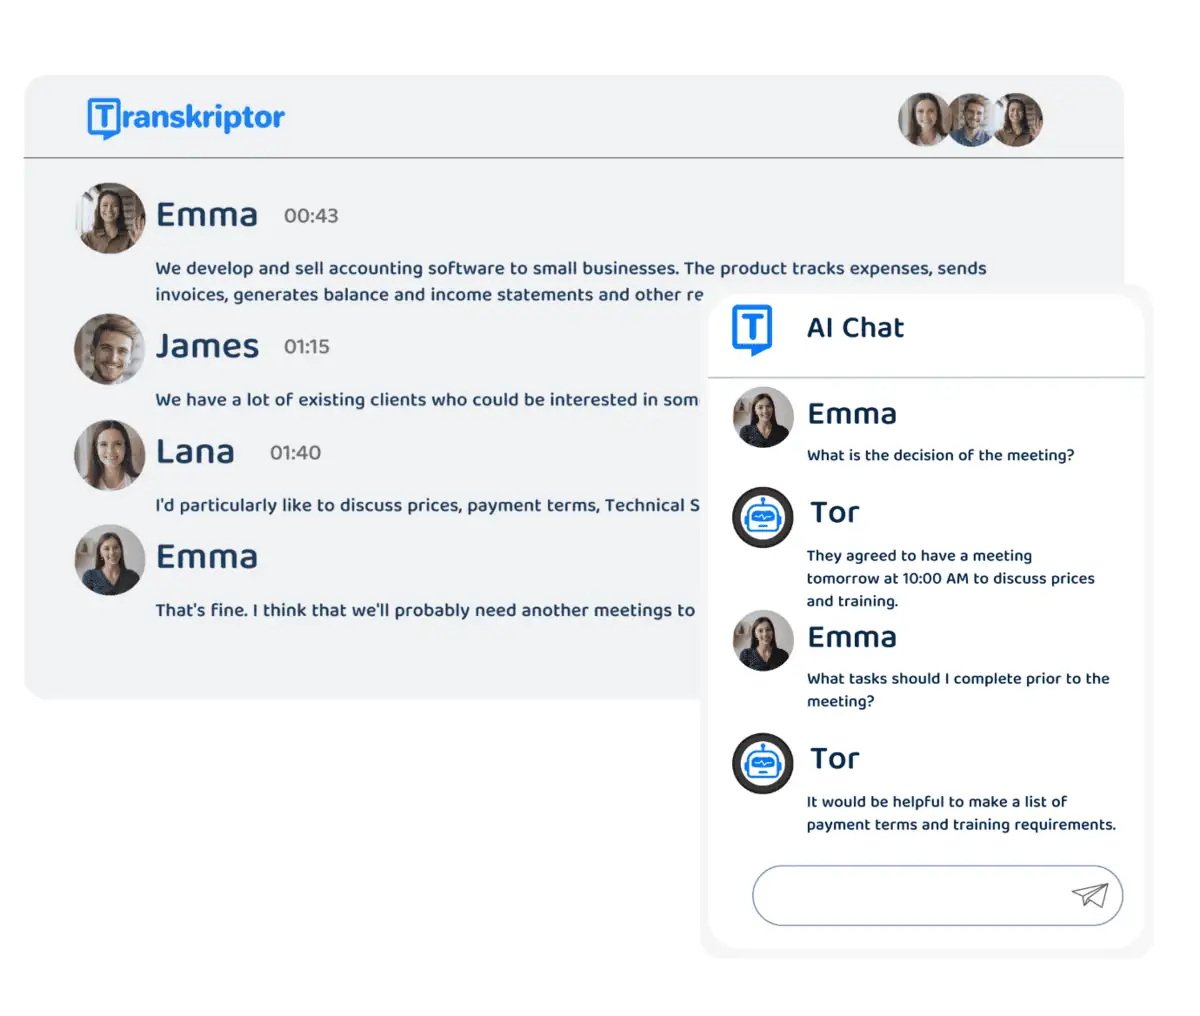 Transkriptor
Emma 00:43
We develop and sell accounting software to small businesses. The product tracks expenses, sends
invoices, generates balance and income statements and other re
James 01:15
We have a lot of existing clients who could be interested in som
Lana 01:40
I'd particularly like to discuss prices, payment terms, Technical S
Emma
That's fine. I think that we'll probably need another meetings to
AI Chat
Emma
What is the decision of the meeting?
Tor
They agreed to have a meeting
tomorrow at 10:00 AM to discuss prices
and training.
Emma
What tasks should I complete prior to the
meeting?
Tor
It would be helpful to make a list of
payment terms and training requirements.